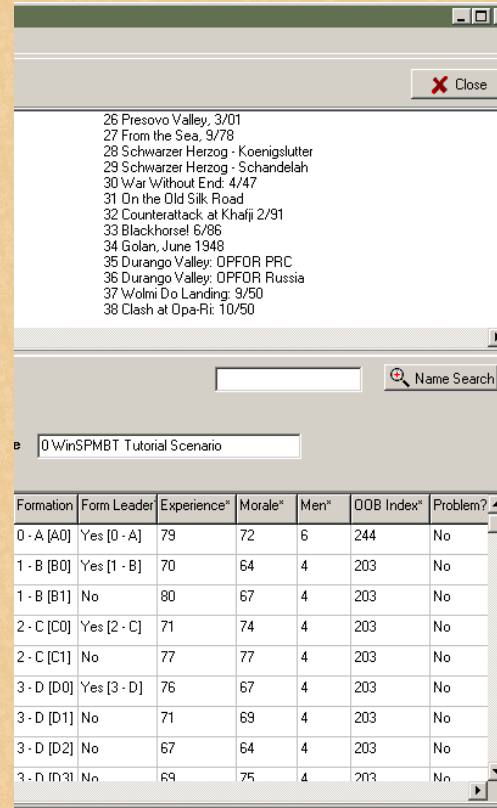 Close
26 Presovo Valley, 3/01
27 From the Sea, 9/78
28 Schwarzer Herzog - Koenigslutter
29 Schwarzer Herzog - Schandelah
30 War Without End: 4/47
31 On the Old Silk Road
32 Counterattack at Khafji 2/91
33 Blackhorse! 6/86
34 Golan, June 1948
35 Durango Valley: OPFOR PRC
36 Durango Valley: OPFOR Russia
37 Wolmi Do Landing: 9/50
38 Clash at Opa-Ri: 10/50
Name Search
e 0 WinSPMBT Tutorial Scenario
Formation Form Leader Experience* Morale* Men* OOB Index* Problem?
0 - A [A0] Yes [0 - A] 79 72 6 244 No
1 - B [B0] Yes [1 - B] 70 64 4 203 No
1 - B [B1] No 80 67 4 203 No
2 - C [C0] Yes [2 - C] 71 74 4 203 No
2 - C [C1] No 77 77 4 203 No
3 - D [D0] Yes [3 - D] 76 67 4 203 No
3 - D [D1] No 71 69 4 203 No
3 - D [D2] No 67 64 4 203 No
3 - D [D3] No 69 75 4 203 No